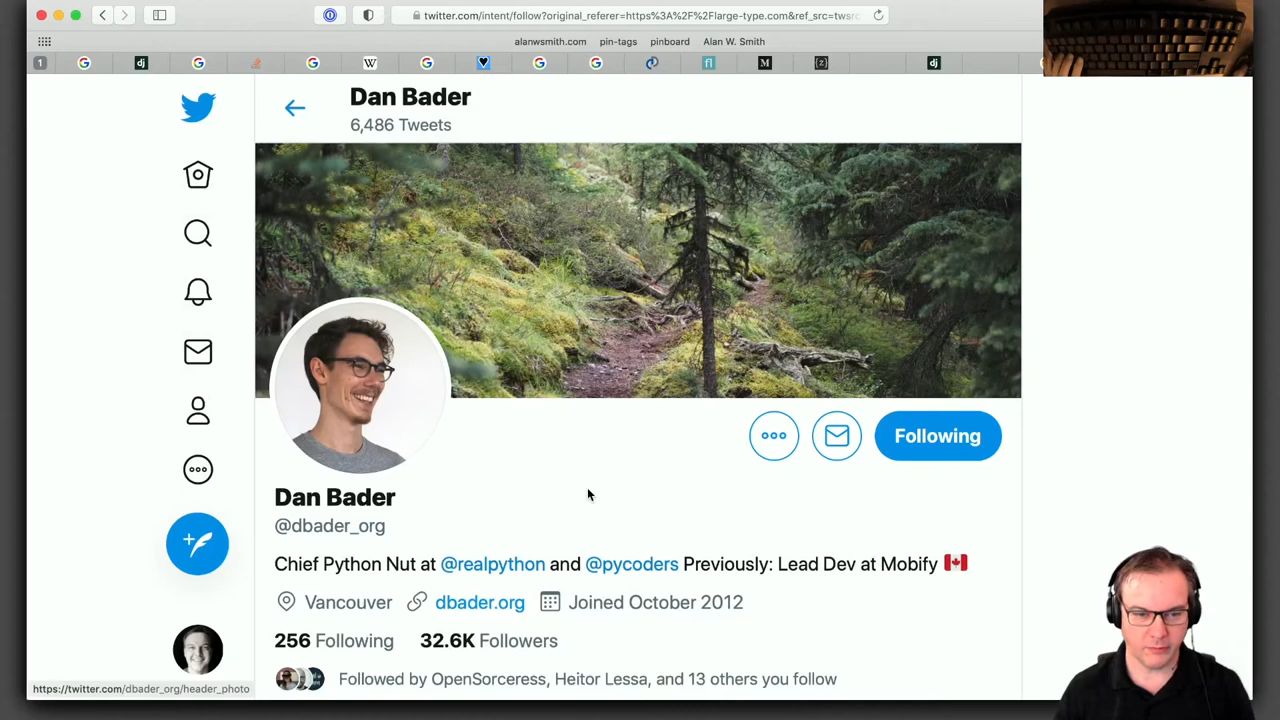 twitter.com/intent/follow?original_referer=https%3A%2F%2Flarge-type.com&ref_src=twsrc
alanwsmith.com pin-tags pinboard Alan W. Smith
1
Dan Bader
6,486 Tweets
Following
Dan Bader
@dbader_org
Chief Python Nut at @realpython and @pycoders Previously: Lead Dev at Mobify
Vancouver dbader.org Joined October 2012
256 Following 32.6K Followers
https://twitter.com/dbader_org/header_photo
Followed by OpenSorceress, Heitor Lessa, and 13 others you follow